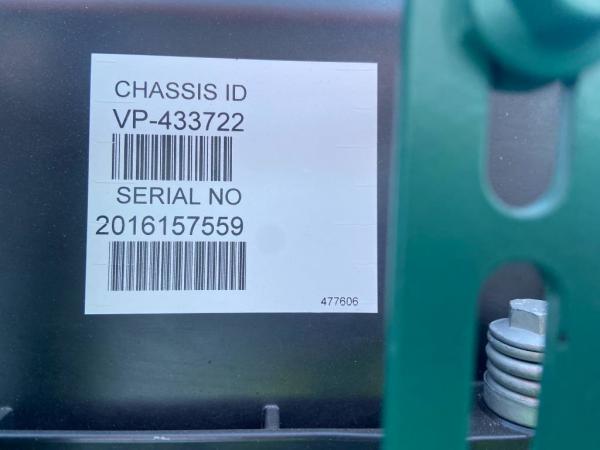 CHASSIS ID
VP-433722
SERIAL NO
2016157559
477606